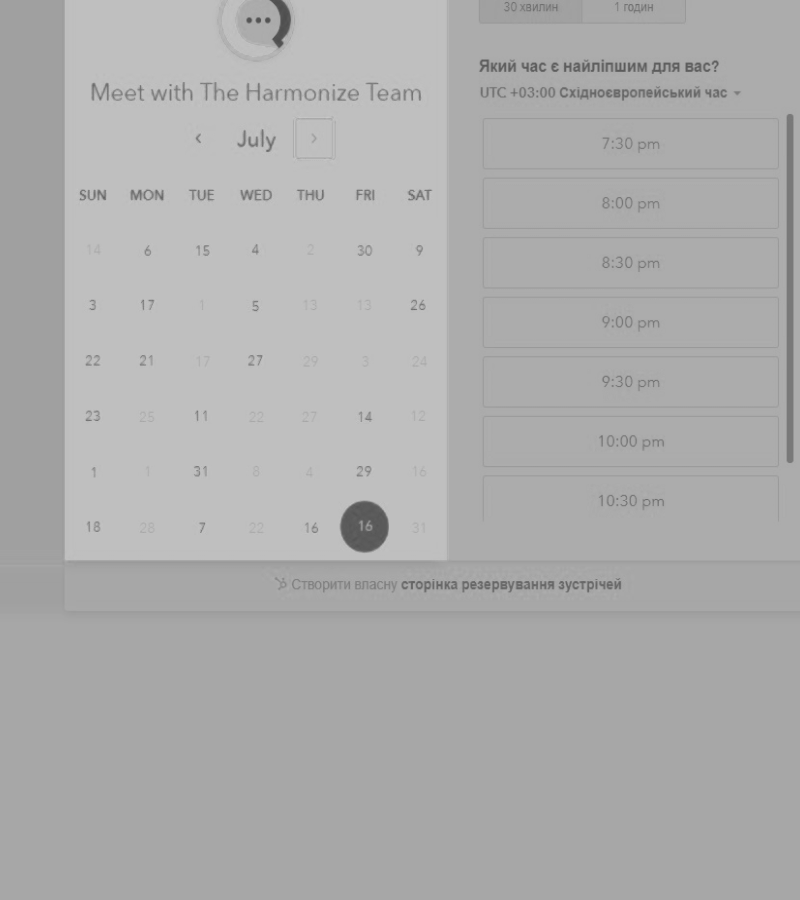 30 хвилин 1 годин
Який час є найліпшим для вас?
UTC +03:00 Східноєвропейський час
Meet with The Harmonize Team
July
SUN MON TUE WED THU FRI SAT
14 6 15 4 2 30 9
3 17 1 5 13 13 26
22 21 17 27 29 3 24
23 25 11 22 27 14 12
1 1 31 8 4 29 16
18 28 7 22 16 16 31
7:30 pm
8:00 pm
8:30 pm
9:00 pm
9:30 pm
10:00 pm
10:30 pm
Створити власну сторінка резервування зустрічей